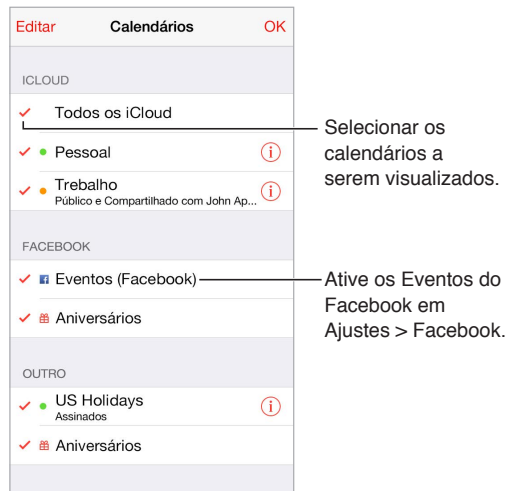 Editar Calendários OK
ICLOUD
Todos os iCloud
Pessoal
Trebalho
Público e Compartilhado com John Ap...
FACEBOOK
Eventos (Facebook)
Aniversários
OUTRO
US Holidays
Assinados
Aniversários
Selecionar os
calendários a
serem visualizados.
Ative os Eventos do
Facebook em
Ajustes > Facebook.